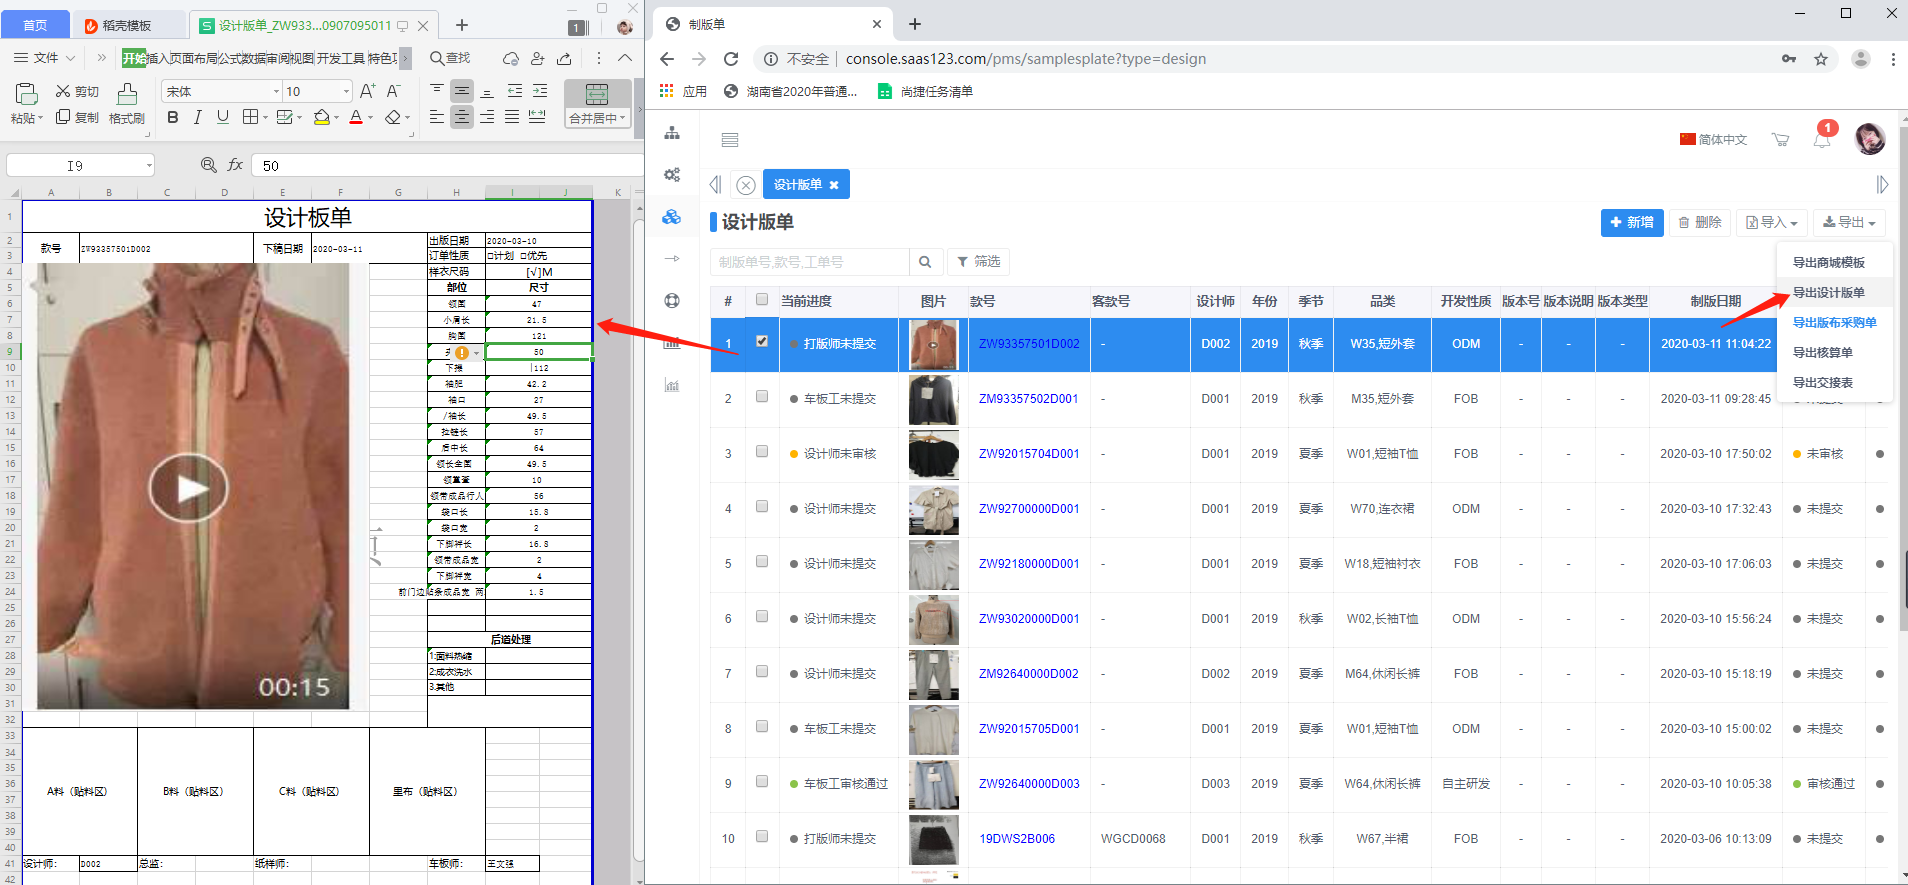 首页
稻壳模板
设计版单_ZW933...0907095011
1
文件
开始 插入 页面布局 公式 数据 审阅 视图 开发工具 特色
查找
粘贴
剪切
复制
格式刷
宋体
10
B I U
合并居中
I9
fx
50
A B C D E F G H I J K
设计板单
款号
ZW93357501D002
下稿日期
2020-03-11
出版日期
2020-03-10
订单性质
□计划 □优先
样衣尺码
[√]M
部位
尺寸
领围
47
小肩长
21.5
胸围
121
50
下摆
112
袖肥
42.2
袖口
27
/袖长
49.5
拉链长
57
后中长
64
领长全围
49.5
领直登
10
领带成品行人
56
袋口长
15.8
袋口宽
2
下脚袢长
16.8
领带成品宽
2
下脚袢宽
4
前门边贴条成品宽 两
1.5
后道处理
1:面料热缩
2:成衣洗水
3.其他
00:15
A料（贴料区）
B料（贴料区）
C料（贴料区）
里布（贴料区）
设计师:
D002
总监:
纸样师:
车板师:
王文强
制版单
不安全
console.saas123.com/pms/samplesplate?type=design
应用
湖南省2020年普通...
尚捷任务清单
简体中文
1
设计版单
设计版单
新增
删除
导入
导出
制版单号,款号,工单号
筛选
导出商城模板
导出设计版单
导出版布采购单
导出核算单
导出交接表
# 当前进度 图片 款号 客款号 设计师 年份 季节 品类 开发性质 版本号 版本说明 版本类型 制版日期
1 打版师未提交 ZW93357501D002 - D002 2019 秋季 W35,短外套 ODM - - - 2020-03-11 11:04:22
2 车板工未提交 ZM93357502D001 - D001 2019 秋季 M35,短外套 FOB - - - 2020-03-11 09:28:45 未提交
3 设计师未审核 ZW92015704D001 - D001 2019 夏季 W01,短袖T恤 FOB - - - 2020-03-10 17:50:02 未审核
4 设计师未提交 ZW92700000D001 - D001 2019 夏季 W70,连衣裙 ODM - - - 2020-03-10 17:32:43 未提交
5 设计师未提交 ZW92180000D001 - D001 2019 夏季 W18,短袖衬衣 FOB - - - 2020-03-10 17:06:03 未提交
6 设计师未提交 ZW93020000D001 - D001 2019 秋季 W02,长袖T恤 ODM - - - 2020-03-10 15:56:24 未提交
7 设计师未提交 ZM92640000D002 - D002 2019 夏季 M64,休闲长裤 FOB - - - 2020-03-10 15:18:19 未提交
8 车板工未提交 ZW92015705D001 - D001 2019 夏季 W01,短袖T恤 ODM - - - 2020-03-10 15:00:02 未提交
9 车板工审核通过 ZW92640000D003 - D003 2019 夏季 W64,休闲长裤 自主研发 - - - 2020-03-10 10:05:38 审核通过
10 打版师未提交 19DWS2B006 WGCD0068 D001 2019 秋季 W67,半裙 FOB - - - 2020-03-06 10:13:09 未提交